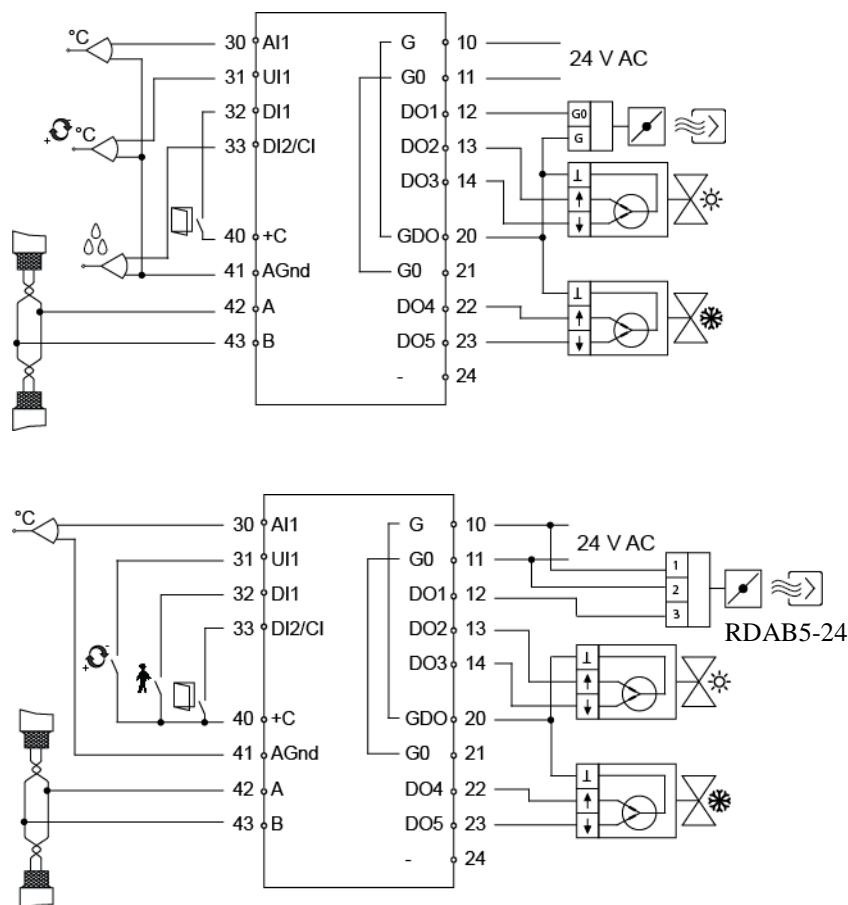 °C
30 AI1 G 10
24 V AC
31 UI1 G0 11
32 DI1 DO1 12 G0
+ °C - 33 DI2/CI DO2 13 G
DO3 14 ⊥
↑
↓
40 +C GDO 20
41 AGnd G0 21
42 A DO4 22 ⊥
↑
43 B DO5 23 ↓
- 24
°C
30 AI1 G 10
24 V AC
31 UI1 G0 11 1
32 DI1 DO1 12 2
33 DI2/CI DO2 13 3
RDAB5-24
+ - DO3 14 ⊥
↑
↓
40 +C GDO 20
41 AGnd G0 21
42 A DO4 22 ⊥
↑
43 B DO5 23 ↓
- 24